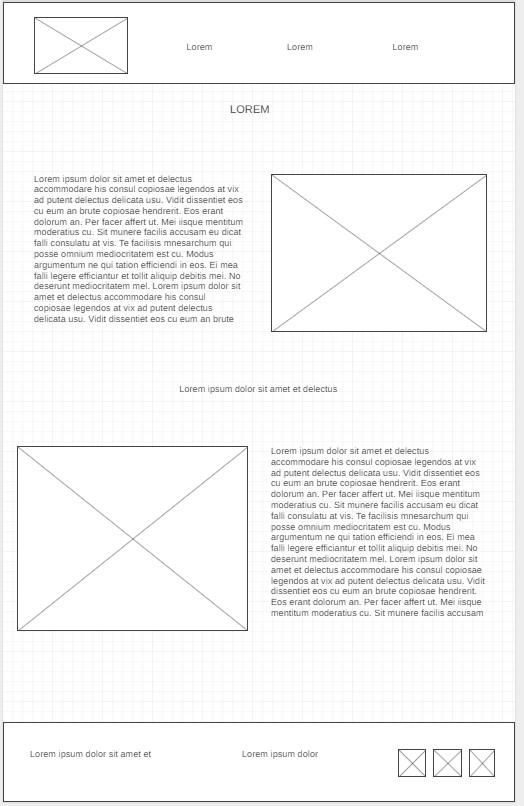 Lorem
Lorem
Lorem
LOREM
Lorem ipsum dolor sit amet et delectus
accommodare his consul copiosae legendos at vix
ad putent delectus delicata usu. Vidit dissentiet eos
cu eum an brute copiosae hendrerit. Eos erant
dolorum an. Per facer affert ut. Mei iisque mentitum
moderatius cu. Sit munere facilis accusam eu dicat
falli consulatu at vis. Te facilisis mnesarchum qui
posse omnium mediocritatem est cu. Modus
argumentum ne qui tation efficiendi in eos. Ei mea
falli legere efficiantur et tollit aliquip debitis mei. No
deserunt mediocritatem mel. Lorem ipsum dolor sit
amet et delectus accommodare his consul
copiosae legendos at vix ad putent delectus
delicata usu. Vidit dissentiet eos cu eum an brute
Lorem ipsum dolor sit amet et delectus
Lorem ipsum dolor sit amet et delectus
accommodare his consul copiosae legendos at vix
ad putent delectus delicata usu. Vidit dissentiet eos
cu eum an brute copiosae hendrerit. Eos erant
dolorum an. Per facer affert ut. Mei iisque mentitum
moderatius cu. Sit munere facilis accusam eu dicat
falli consulatu at vis. Te facilisis mnesarchum qui
posse omnium mediocritatem est cu. Modus
argumentum ne qui tation efficiendi in eos. Ei mea
falli legere efficiantur et tollit aliquip debitis mei. No
deserunt mediocritatem mel. Lorem ipsum dolor sit
amet et delectus accommodare his consul copiosae
legendos at vix ad putent delectus delicata usu. Vidit
dissentiet eos cu eum an brute copiosae hendrerit.
Eos erant dolorum an. Per facer affert ut. Mei iisque
mentitum moderatius cu. Sit munere facilis accusam
Lorem ipsum dolor sit amet et
Lorem ipsum dolor